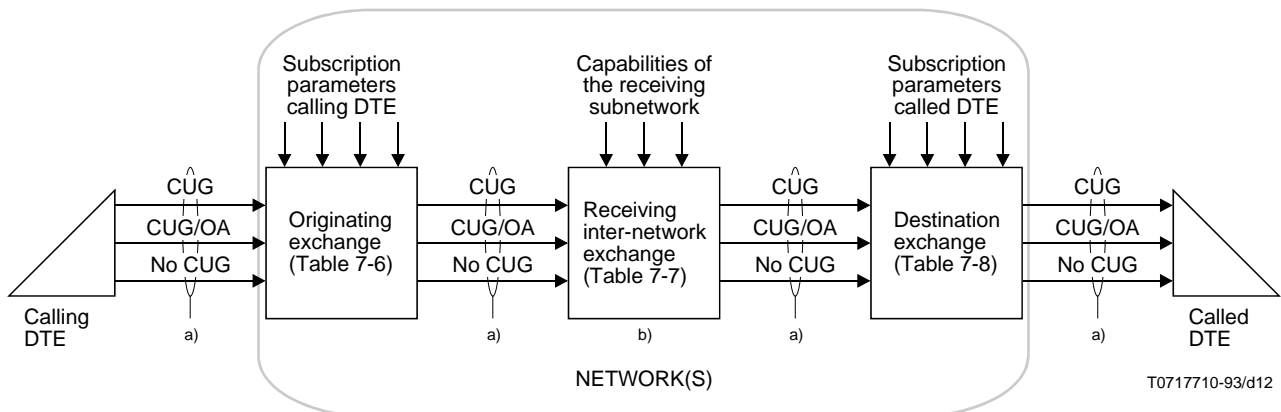 Subscription
parameters
calling DTE
Capabilities of
the receiving
subnetwork
Subscription
parameters
called DTE
CUG
CUG/OA
No CUG
a)
Calling
DTE
Originating
exchange
(Table 7-6)
CUG
CUG/OA
No CUG
a)
Receiving
inter-network
exchange
(Table 7-7)
b)
CUG
CUG/OA
No CUG
a)
Destination
exchange
(Table 7-8)
CUG
CUG/OA
No CUG
a)
Called
DTE
NETWORK(S)
T0717710-93/d12